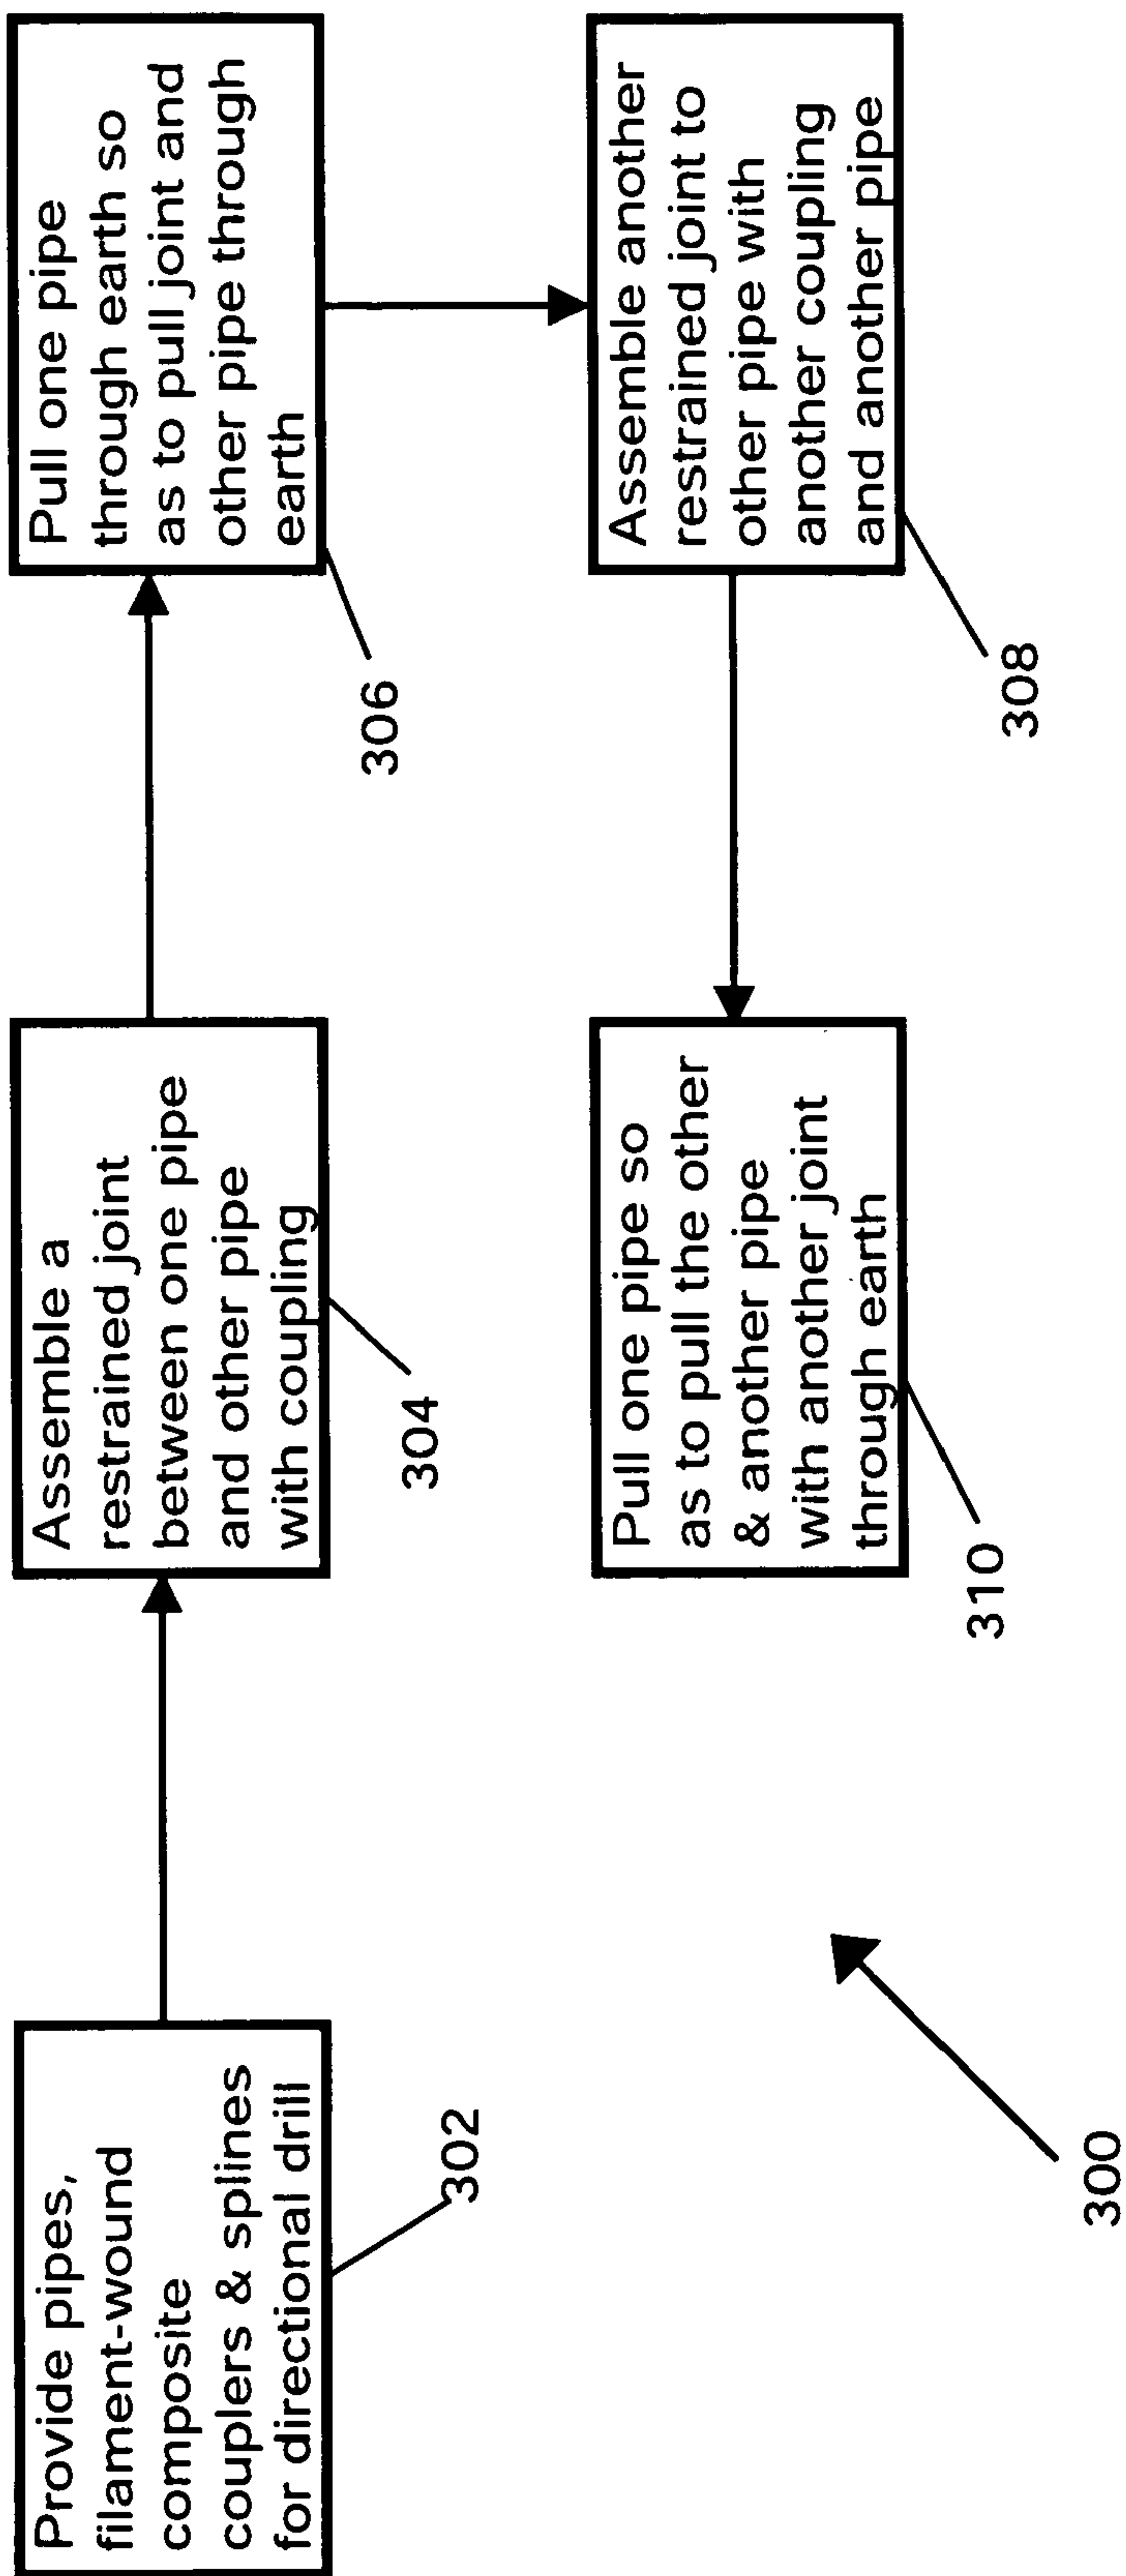 Provide pipes,
filament-wound
composite
couplers & splines
for directional drill
302
Assemble a
restrained joint
between one pipe
and other pipe
with coupling
304
Pull one pipe
through earth so
as to pull joint and
other pipe through
earth
306
Assemble another
restrained joint to
other pipe with
another coupling
and another pipe
308
Pull one pipe so
as to pull the other
& another pipe
with another joint
through earth
310
300